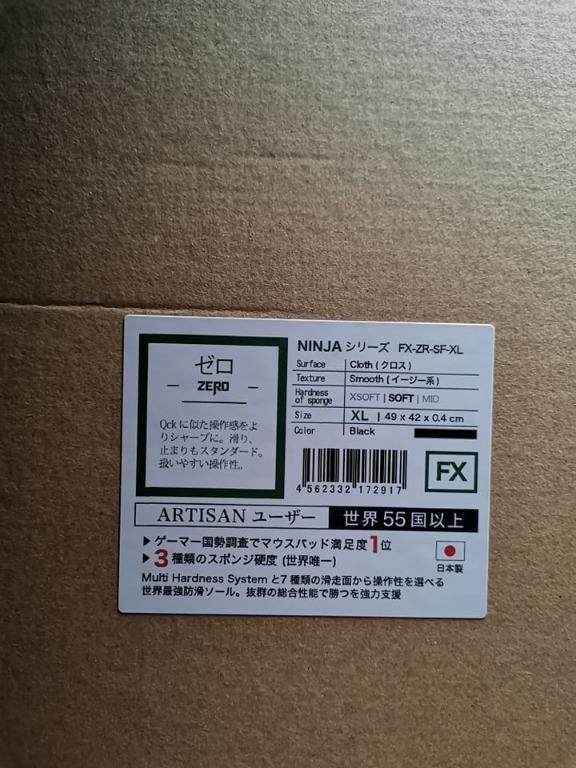 ゼロ
ZERO
Qck に似た操作感をよ
りシャープに。滑り、
止まりもスタンダード。
扱いやすい操作性。
NINJA シリーズ FX-ZR-SF-XL
Surface Cloth (クロス)
Texture Smooth (イージー系)
Hardness of sponge XSOFT | SOFT | MID
Size XL | 49 x 42 x 0.4 cm
Color Black
4 562332 172917
FX
ARTISAN ユーザー 世界 55 国以上
▶ ゲーマー国勢調査でマウスパッド満足度1位
▶ 3 種類のスポンジ硬度 (世界唯一)
日本製
Multi Hardness System と7 種類の滑走面から操作性を選べる
世界最強防滑ソール。抜群の総合性能で勝つを強力支援